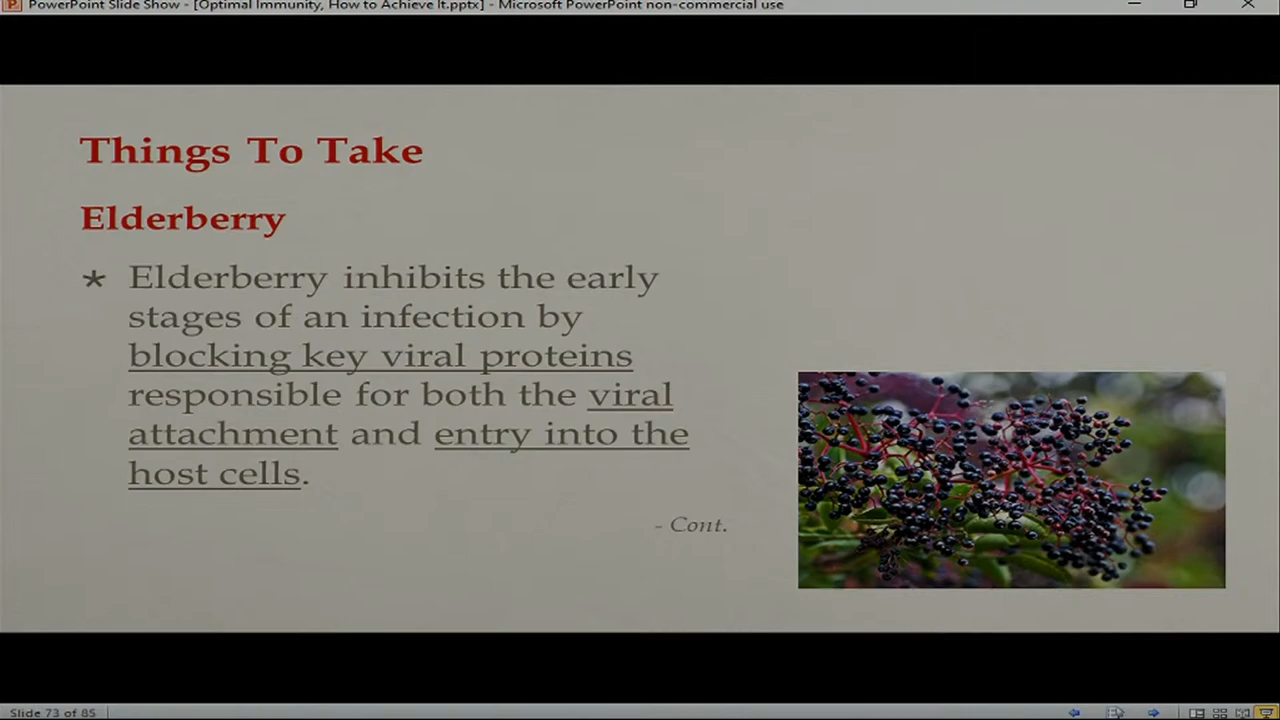 PowerPoint Slide Show - [Optimal Immunity, How to Achieve It.pptx] - Microsoft PowerPoint non-commercial use
Things To Take
Elderberry
* Elderberry inhibits the early
stages of an infection by
blocking key viral proteins
responsible for both the viral
attachment and entry into the
host cells.
- Cont.
Slide 73 of 85